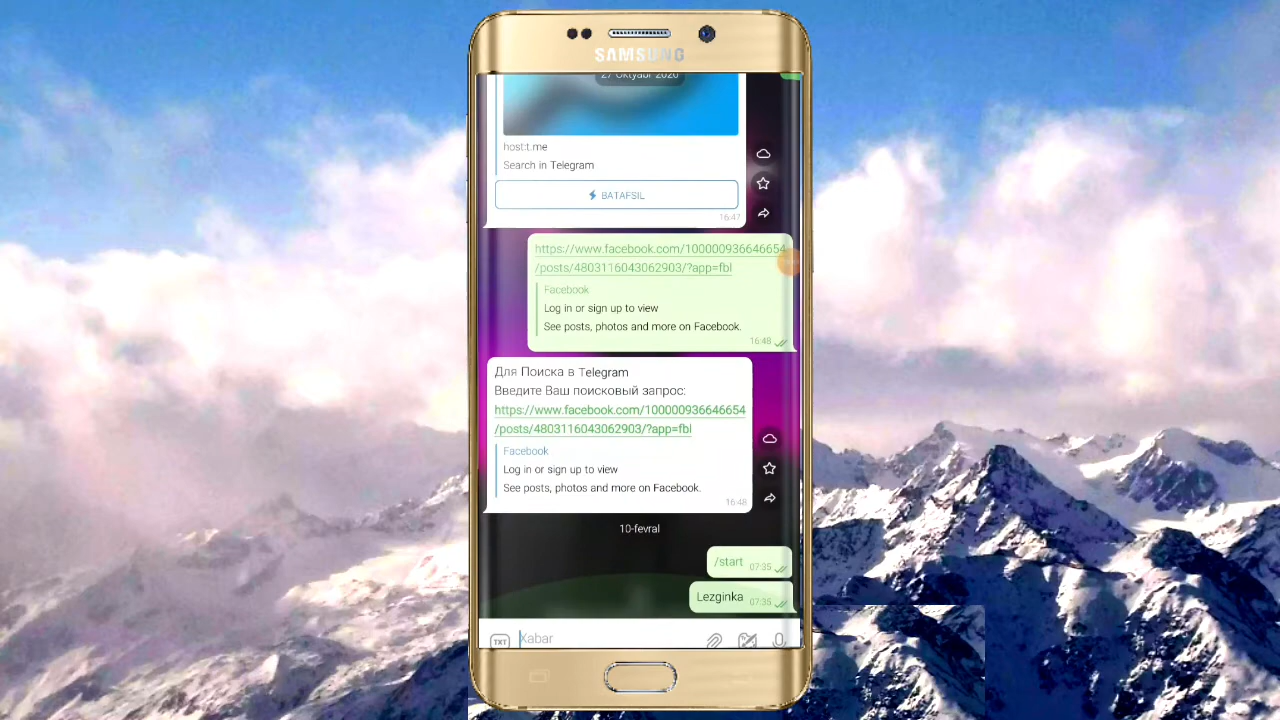 SAMSUNG
27 Oktyabr 2020
host:t.me
Search in Telegram
BATAFSIL
16:47
https://www.facebook.com/100000936646654
/posts/4803116043062903/?app=fbl
Facebook
Log in or sign up to view
See posts, photos and more on Facebook.
16:48
Для Поиска в Telegram
Введите Ваш поисковый запрос:
https://www.facebook.com/100000936646654
/posts/4803116043062903/?app=fbl
Facebook
Log in or sign up to view
See posts, photos and more on Facebook.
16:48
10-fevral
/start 07:35
Lezginka 07:35
TXT Xabar